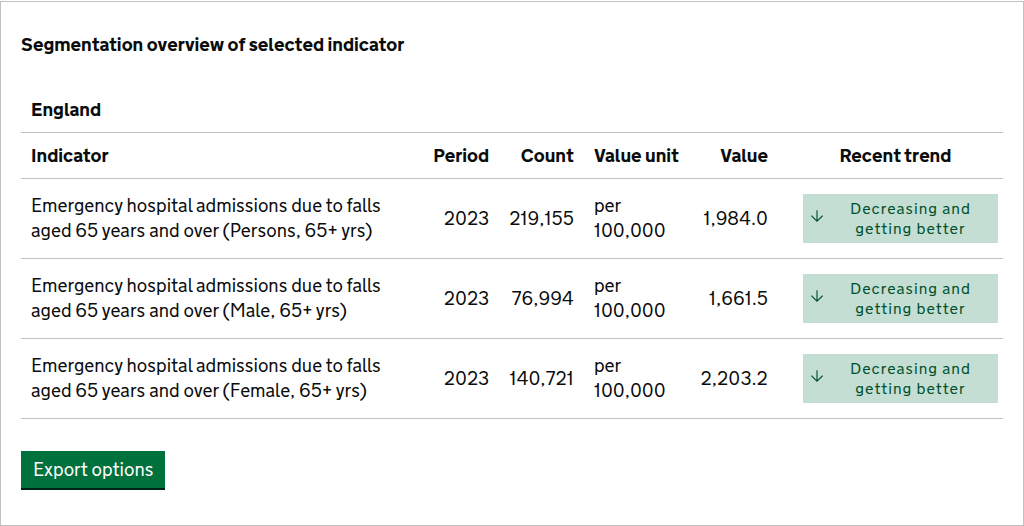 Segmentation overview of selected indicator
England
Indicator Period Count Value unit Value Recent trend
Emergency hospital admissions due to falls
aged 65 years and over (Persons, 65+ yrs)
2023 219,155 per
100,000
1,984.0 Decreasing and
getting better
Emergency hospital admissions due to falls
aged 65 years and over (Male, 65+ yrs)
2023 76,994 per
100,000
1,661.5 Decreasing and
getting better
Emergency hospital admissions due to falls
aged 65 years and over (Female, 65+ yrs)
2023 140,721 per
100,000
2,203.2 Decreasing and
getting better
Export options